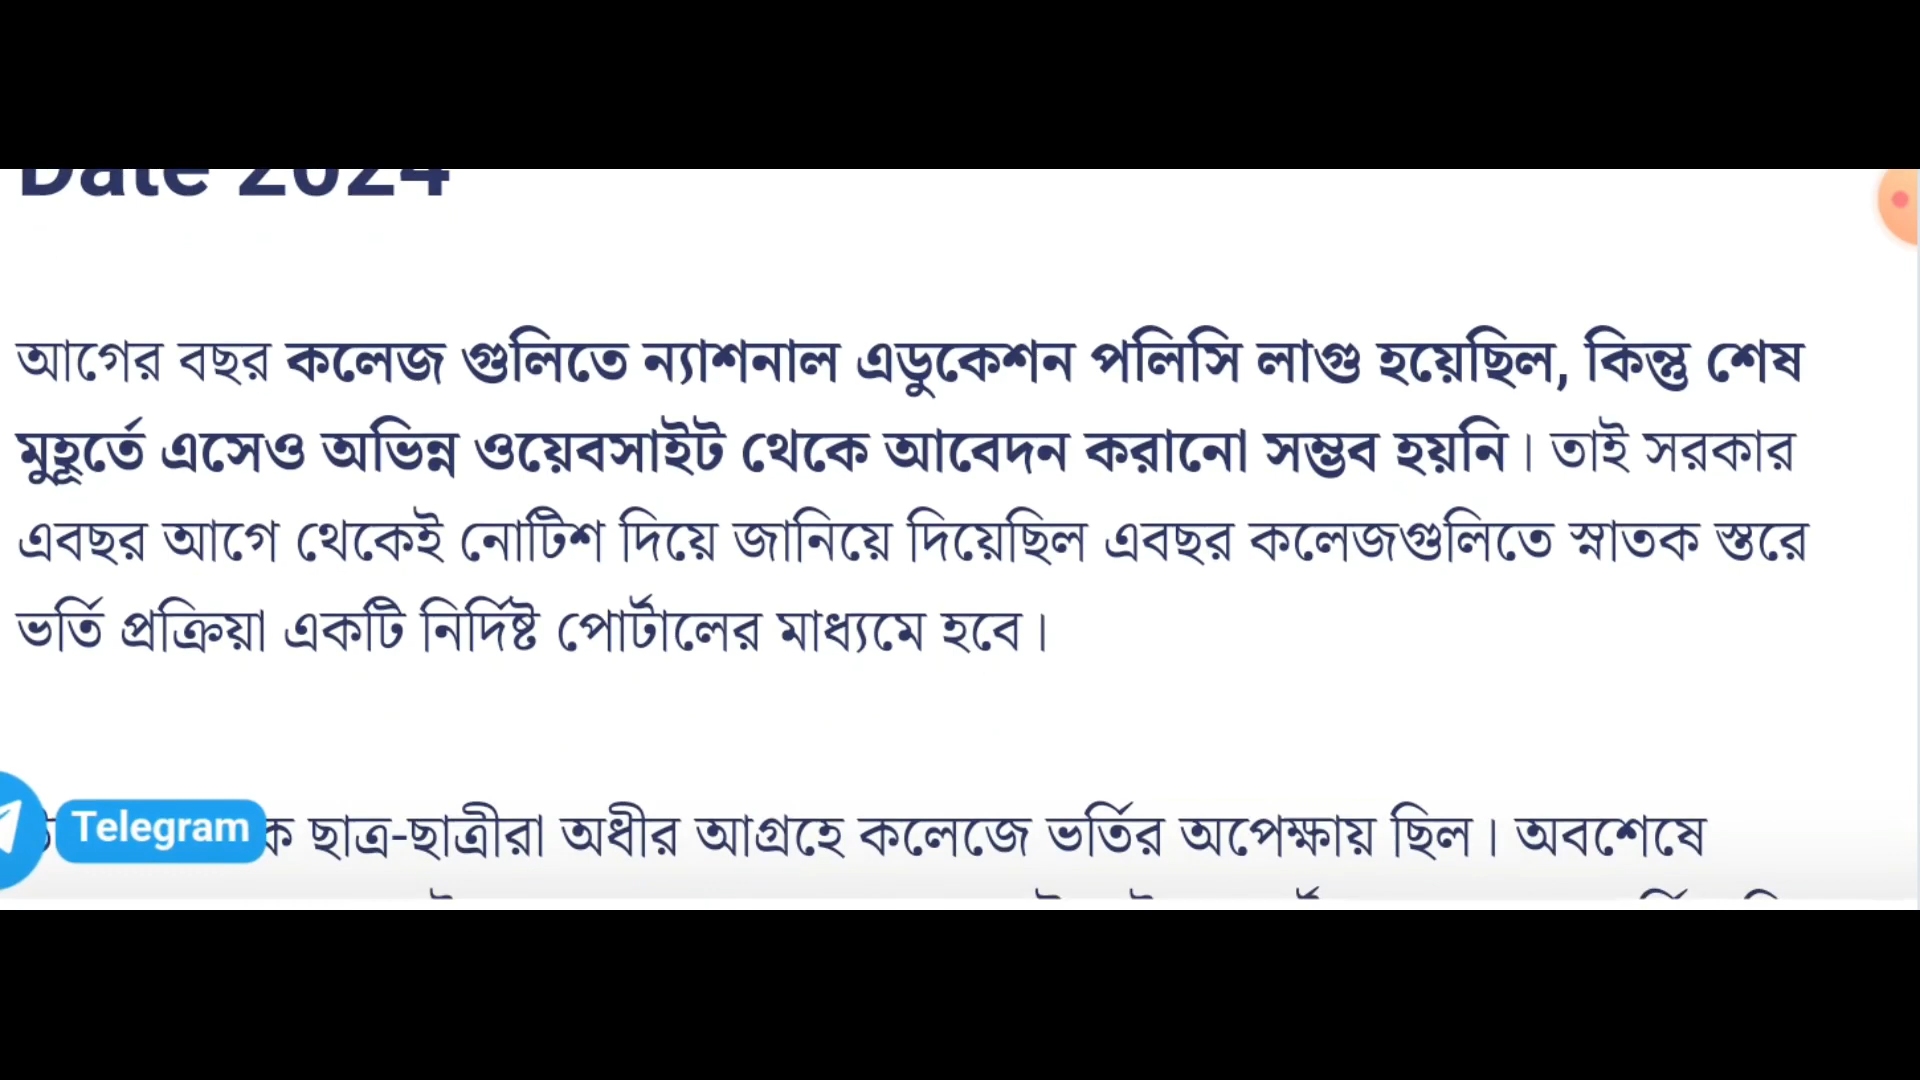 Date 2024
আগের বছর কলেজ গুলিতে ন্যাশনাল এডুকেশন পলিসি লাগু হয়েছিল, কিন্তু শেষ
মুহূর্তে এসেও অভিন্ন ওয়েবসাইট থেকে আবেদন করানো সম্ভব হয়নি। তাই সরকার
এবছর আগে থেকেই নোটিশ দিয়ে জানিয়ে দিয়েছিল এবছর কলেজগুলিতে স্নাতক স্তরে
ভর্তি প্রক্রিয়া একটি নির্দিষ্ট পোর্টালের মাধ্যমে হবে।
Telegram ছাত্র-ছাত্রীরা অধীর আগ্রহে কলেজে ভর্তির অপেক্ষায় ছিল। অবশেষে